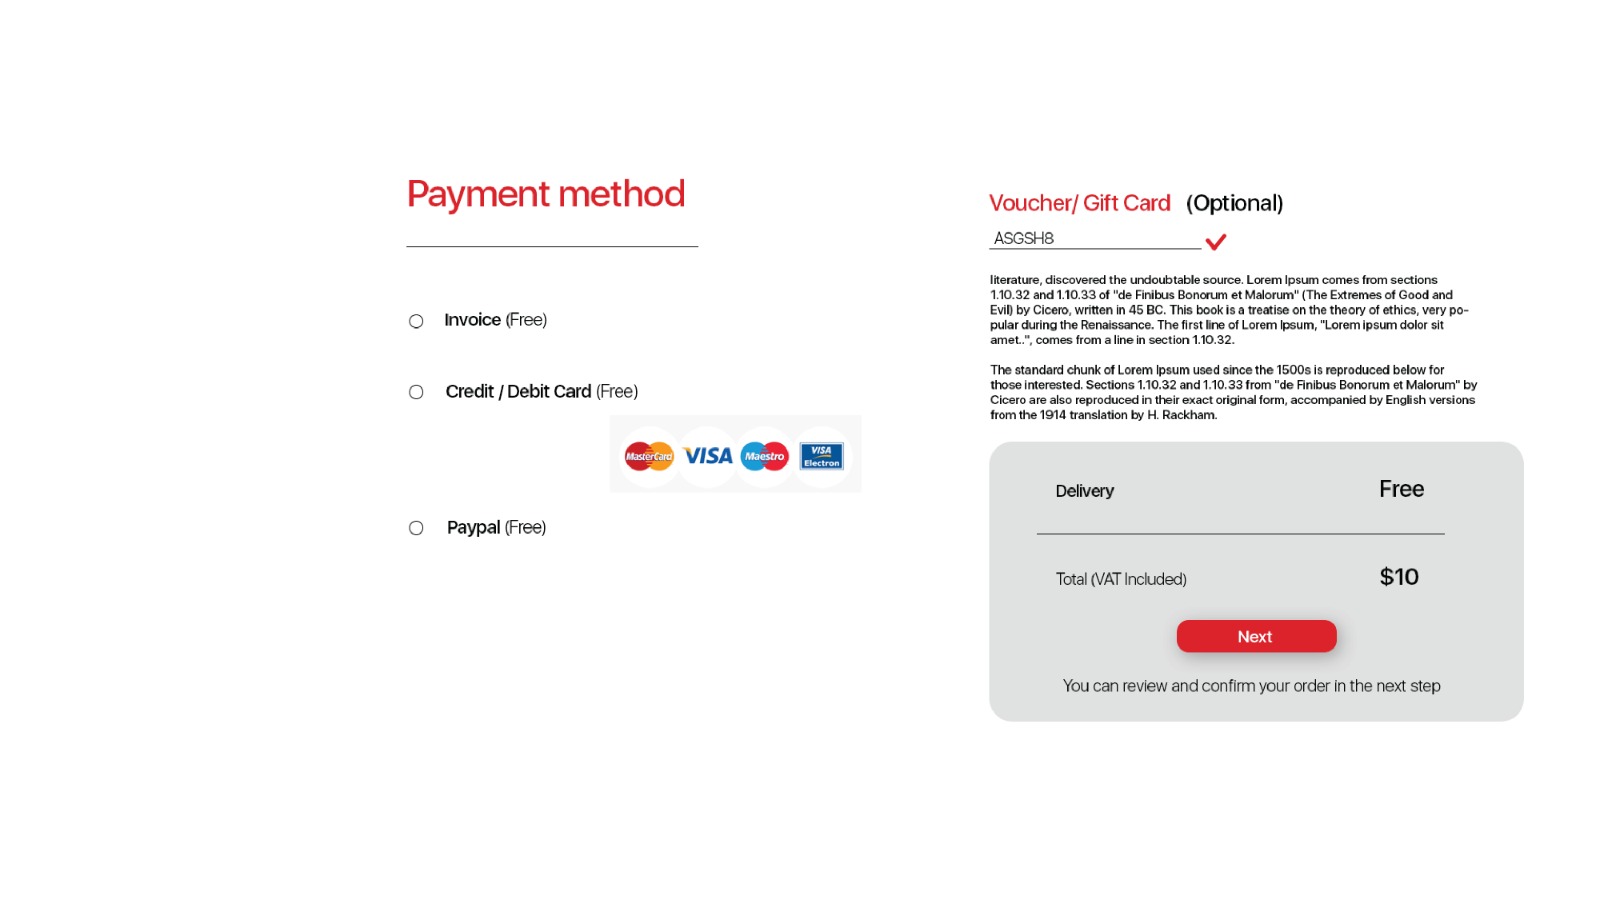 Payment method
Invoice (Free)
Credit / Debit Card (Free)
MasterCard VISA Maestro VISA Electron
Paypal (Free)
Voucher/ Gift Card (Optional)
ASGSH8
literature, discovered the undoubtable source. Lorem Ipsum comes from sections
1.10.32 and 1.10.33 of "de Finibus Bonorum et Malorum" (The Extremes of Good and
Evil) by Cicero, written in 45 BC. This book is a treatise on the theory of ethics, very po-
pular during the Renaissance. The first line of Lorem Ipsum, "Lorem ipsum dolor sit
amet..", comes from a line in section 1.10.32.
The standard chunk of Lorem Ipsum used since the 1500s is reproduced below for
those interested. Sections 1.10.32 and 1.10.33 from "de Finibus Bonorum et Malorum" by
Cicero are also reproduced in their exact original form, accompanied by English versions
from the 1914 translation by H. Rackham.
Delivery Free
Total (VAT Included) $10
Next
You can review and confirm your order in the next step